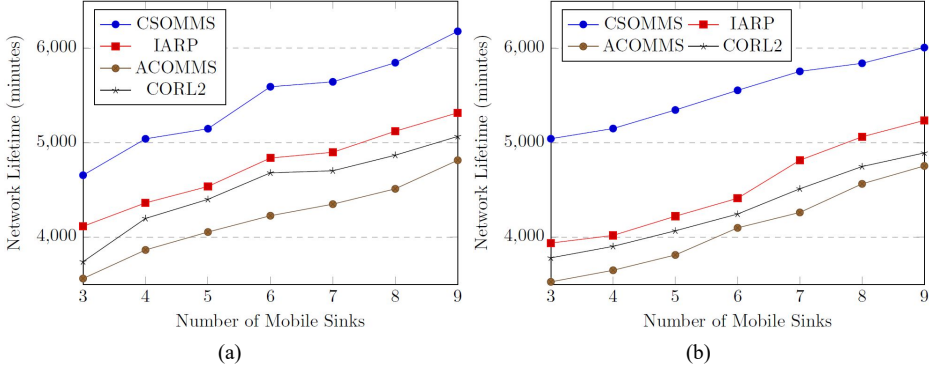 Network Lifetime (minutes)
6,000
5,000
4,000
CSOMMS
IARP
ACOMMS
CORL2
3 4 5 6 7 8 9
Number of Mobile Sinks
(a)
Network Lifetime (minutes)
6,000
5,000
4,000
CSOMMS IARP
ACOMMS CORL2
3 4 5 6 7 8 9
Number of Mobile Sinks
(b)